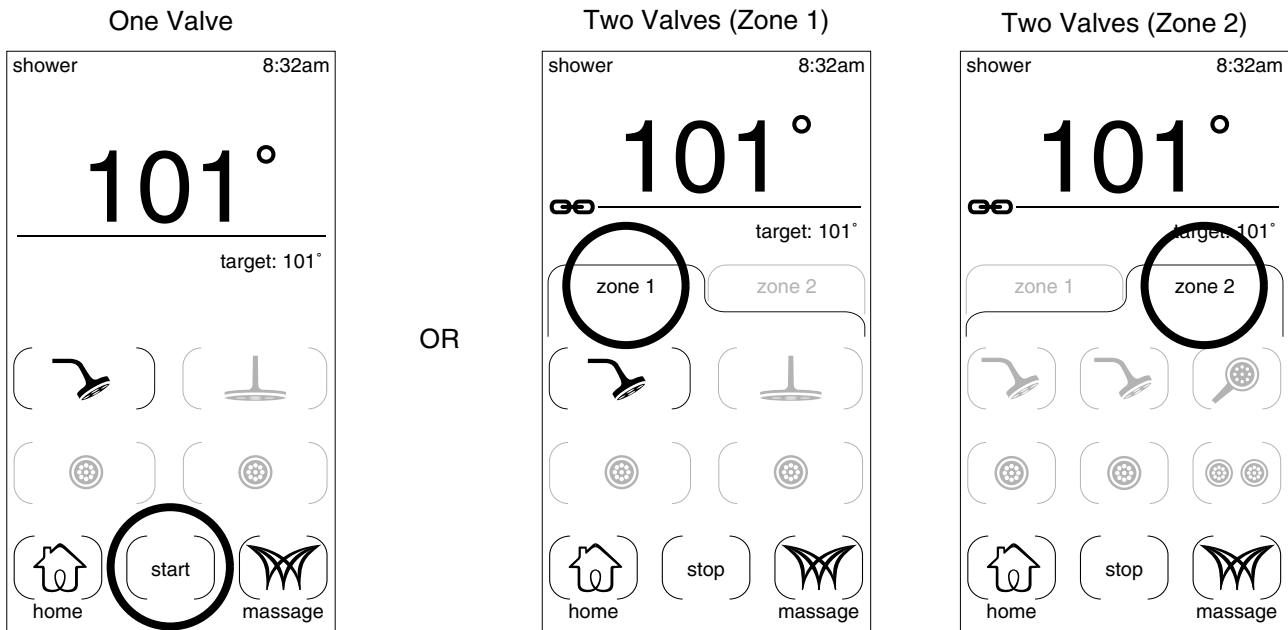 One Valve
shower 8:32am
101°
target: 101°
start
home massage
OR
Two Valves (Zone 1)
shower 8:32am
101°
target: 101°
zone 1 zone 2
stop
home massage
Two Valves (Zone 2)
shower 8:32am
101°
target: 101°
zone 1 zone 2
stop
home massage